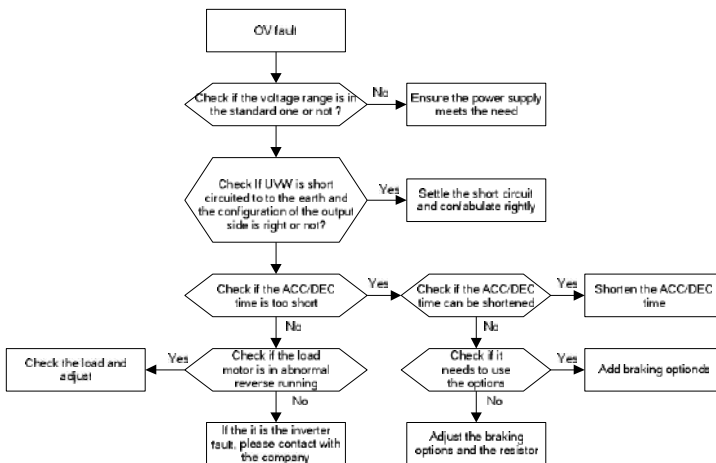 OV fault
Check if the voltage range is in
the standard one or not ?
No
Ensure the power supply
meets the need
Check If UVW is short
circuited to to the earth and
the configuration of the output
side is right or not?
Yes
Settle the short circuit
and confabulate rightly
Check if the ACC/DEC
time is too short
Yes
Check if the ACC/DEC
time can be shortened
Yes
Shorten the ACC/DEC
time
No
No
Check the load and
adjust
Yes
Check if the load
motor is in abnormal
reverse running
Check if it
needs to use
the options
Yes
Add braking optionds
No
No
If the it is the inverter
fault, please contact with
the company
Adjust the braking
options and the resistor